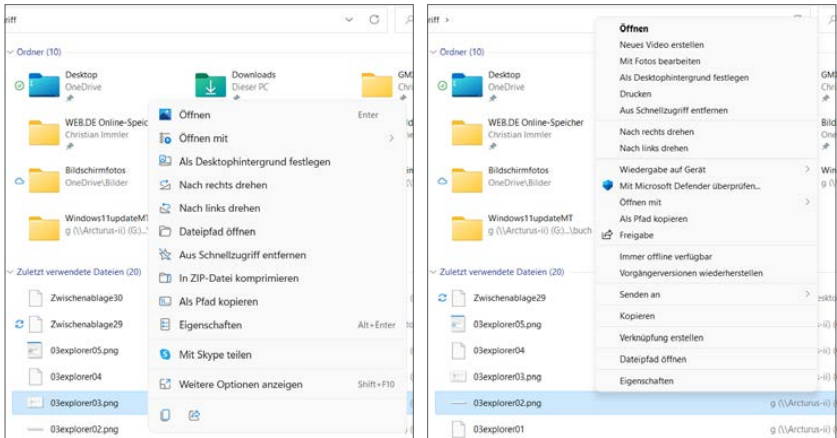 riff
Ordner (10)
Desktop
OneDrive
Downloads
Dieser PC
GMX
WEB.DE Online-Speic
Christian Immler
Bildschirmfotos
OneDrive\Bilder
Windows11updateMT
g (\\Arcturus-ii) (G:)...\
Zuletzt verwendete Dateien (20)
Zwischenablage30
Zwischenablage29
03explorer05.png
03explorer04
03explorer03.png
03explorer02.png
Öffnen Enter
Öffnen mit
Als Desktophintergrund festlegen
Nach rechts drehen
Nach links drehen
Dateipfad öffnen
Aus Schnellzugriff entfernen
In ZIP-Datei komprimieren
Als Pfad kopieren
Eigenschaften Alt+Enter
Mit Skype teilen
Weitere Optionen anzeigen Shift+F10
riff
Ordner (10)
Desktop
OneDrive
WEB.DE Online-Speicher
Christian Immler
Bildschirmfotos
OneDrive\Bilder
Windows11updateMT
g (\\Arcturus-ii) (G:)...\buch
Zuletzt verwendete Dateien (20)
Zwischenablage29
03explorer05.png
03explorer04
03explorer03.png
03explorer02.png g (\\Arcturus-ii)
03explorer01 g (\\Arcturus-ii)
Öffnen
Neues Video erstellen
Mit Fotos bearbeiten
Als Desktophintergrund festlegen
Drucken
Aus Schnellzugriff entfernen
Nach rechts drehen
Nach links drehen
Wiedergabe auf Gerät
Mit Microsoft Defender überprüfen...
Öffnen mit
Als Pfad kopieren
Freigabe
Immer offline verfügbar
Vorgängerversionen wiederherstellen
Senden an
Kopieren
Verknüpfung erstellen
Dateipfad öffnen
Eigenschaften